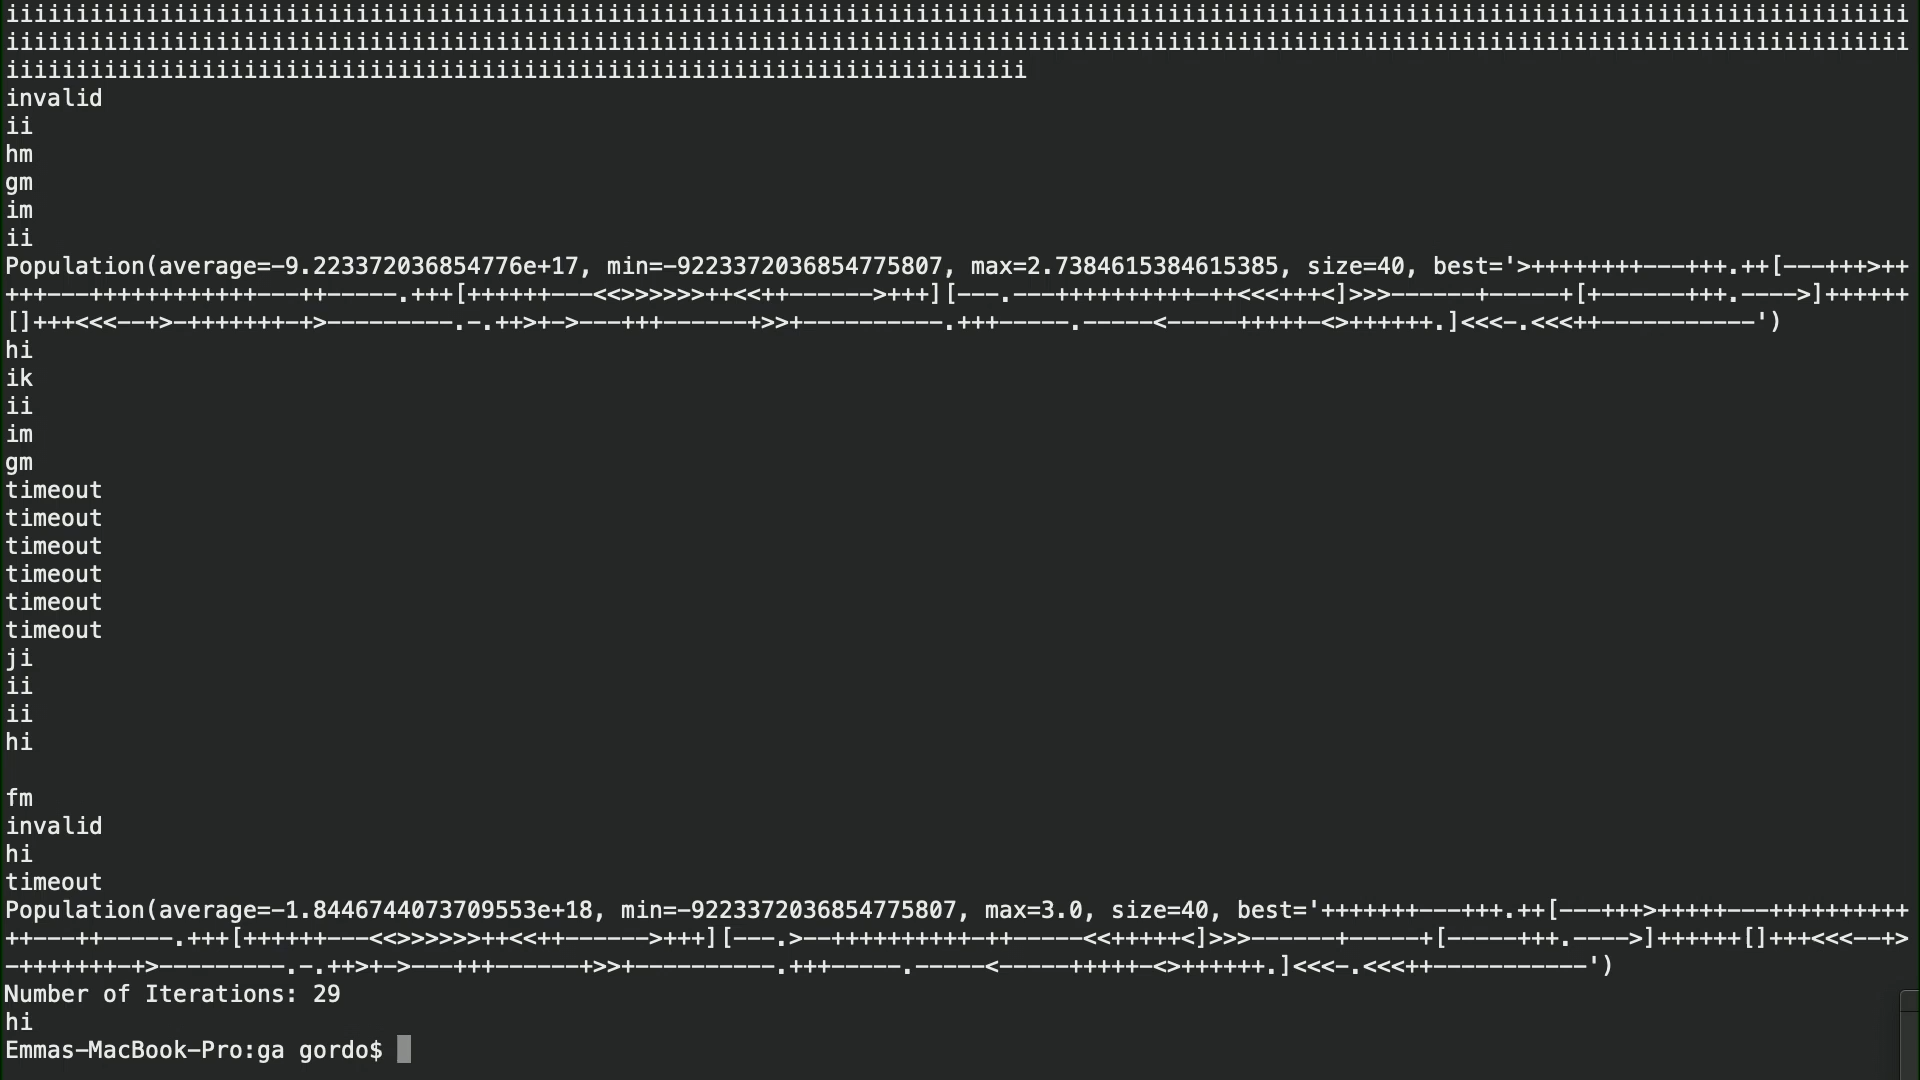 invalid
ii
hm
gm
im
ii
Population(average=-9.223372036854776e+17, min=-9223372036854775807, max=2.7384615384615385, size=40, best='>++++++++---+++.++[---+++>++
+++---++++++++++++---++-----.+++[++++++---<<>>>>>>++<<++------>+++][---.---++++++++++-++<<<+++<]>>>------+-----+[+------+++.---->]++++++
[]+++<<<--+>-+++++++-+>---------.-.++>+->---+++------+>>+----------.+++-----.-----<-----+++++-<>++++++.]<<<-.<<<++-----------')
hi
ik
ii
im
gm
timeout
timeout
timeout
timeout
timeout
timeout
ji
ii
ii
hi
fm
invalid
hi
timeout
Population(average=-1.8446744073709553e+18, min=-9223372036854775807, max=3.0, size=40, best='+++++++---+++.++[---+++>+++++---++++++++++
++---++-----.+++[++++++---<<>>>>>>++<<++------>+++][---.>--++++++++++-++-----<<+++++<]>>>------+-----+[-----+++.---->]++++++[]+++<<<--+>
-+++++++-+>---------.-.++>+->---+++------+>>+----------.+++-----.-----<-----+++++-<>++++++.]<<<-.<<<++-----------')
Number of Iterations: 29
hi
Emmas-MacBook-Pro:ga gordo$